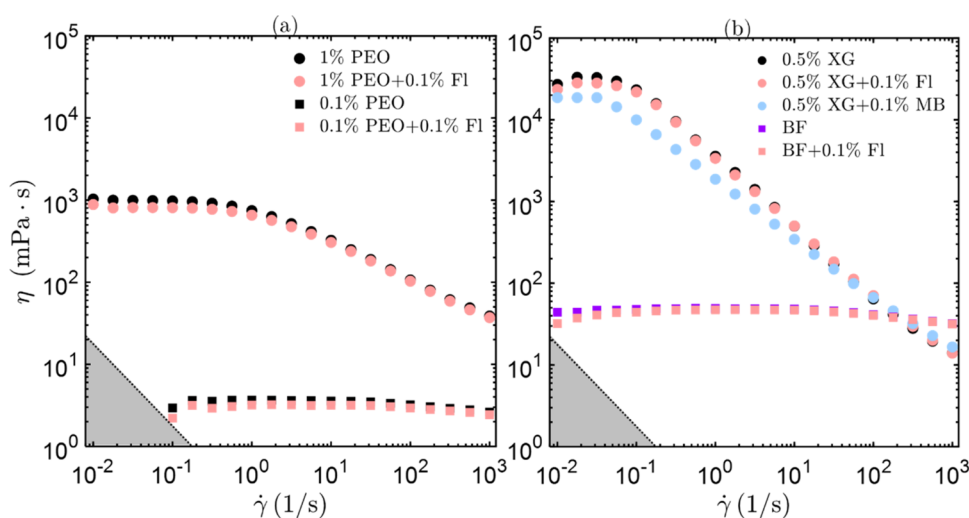 (a)
10^5
10^4
10^3
10^2
10^1
10^0
η (mPa · s)
1% PEO
1% PEO+0.1% Fl
0.1% PEO
0.1% PEO+0.1% Fl
10^-2 10^-1 10^0 10^1 10^2 10^3
γ̇ (1/s)
(b)
10^5
10^4
10^3
10^2
10^1
10^0
0.5% XG
0.5% XG+0.1% Fl
0.5% XG+0.1% MB
BF
BF+0.1% Fl
10^-2 10^-1 10^0 10^1 10^2 10^3
γ̇ (1/s)